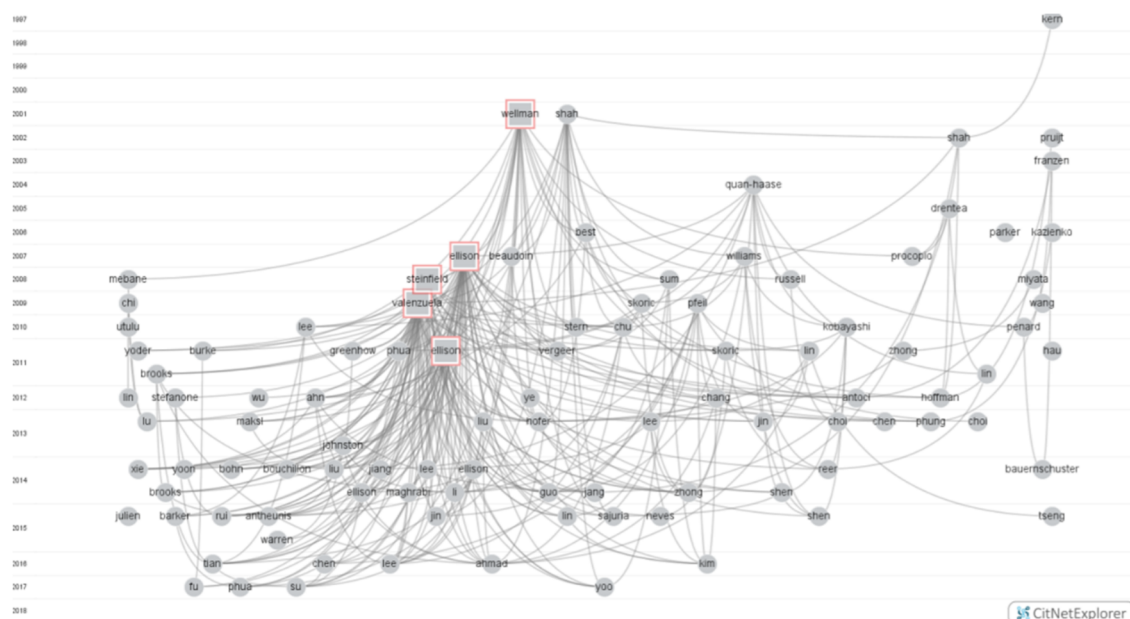 1997 kern
1998
1999
2000
2001 wellman shah
2002 shah pruijt
2003 franzen
2004 quan-haase
2005 drentea
2006 best parker kazienko
2007 ellison beaudoin williams procopio
2008 mebane steinfield sum russell miyata
2009 chi valenzuela skoric pfeil wang
2010 utulu lee stern chu kobayashi penard
yoder burke greenhow phua ellison vergeer skoric lin zhong hau
2011
brooks lin
2012 lin stefanone wu ahn ye chang antoci hoffman
lu maksl liu hofer lee jin choi chen phung choi
2013
johnston
xie yoon bohn bouchillon liu jiang lee ellison reer bauernschuster
2014
brooks ellison maghrabi li guo jang zhong shen
julien barker rui antheunis jin lin sajuria neves shen tseng
2015
warren
2016 tian chen lee ahmad kim
2017 fu phua su yoo
2018
CitNetExplorer